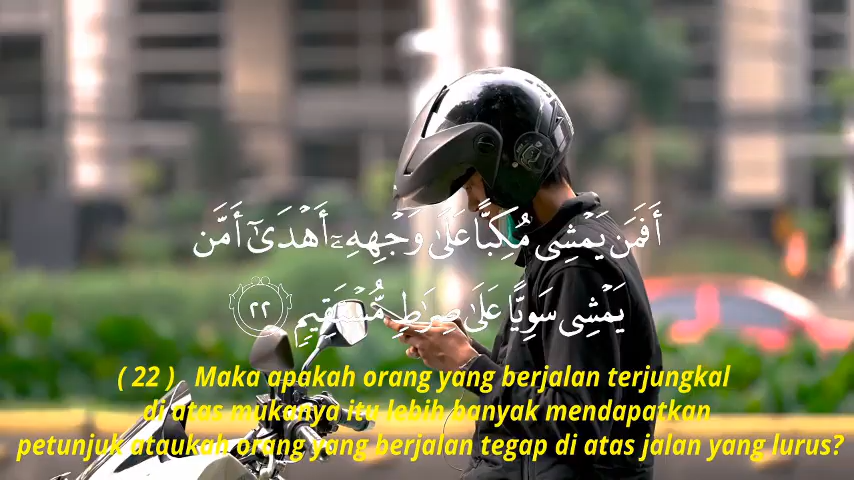 أَفَمَن يَمْشِى مُكِبًّا عَلَىٰ وَجْهِهِۦٓ أَهْدَىٰٓ أَمَّن
يَمْشِى سَوِيًّا عَلَىٰ صِرَٰطٍ مُّسْتَقِيمٍ ٢٢
( 22 ) Maka apakah orang yang berjalan terjungkal
di atas mukanya itu lebih banyak mendapatkan
petunjuk ataukah orang yang berjalan tegap di atas jalan yang lurus?